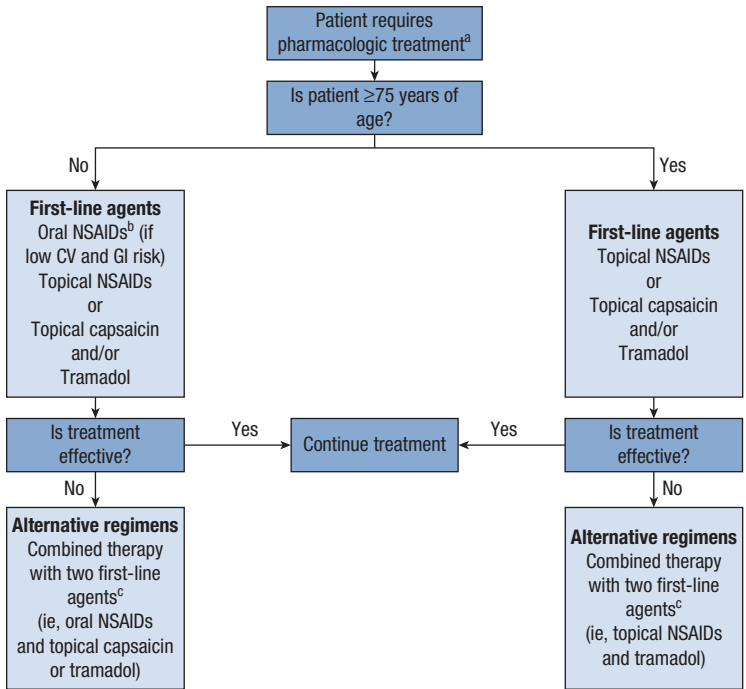 Patient requires
pharmacologic treatmentᵃ
Is patient ≥75 years of
age?
No
Yes
First-line agents
Oral NSAIDsᵇ (if
low CV and GI risk)
Topical NSAIDs
or
Topical capsaicin
and/or
Tramadol
First-line agents
Topical NSAIDs
or
Topical capsaicin
and/or
Tramadol
Is treatment
effective?
Yes
Continue treatment
Yes
Is treatment
effective?
No
No
Alternative regimens
Combined therapy
with two first-line
agentsᶜ
(ie, oral NSAIDs
and topical capsaicin
or tramadol)
Alternative regimens
Combined therapy
with two first-line
agentsᶜ
(ie, topical NSAIDs
and tramadol)